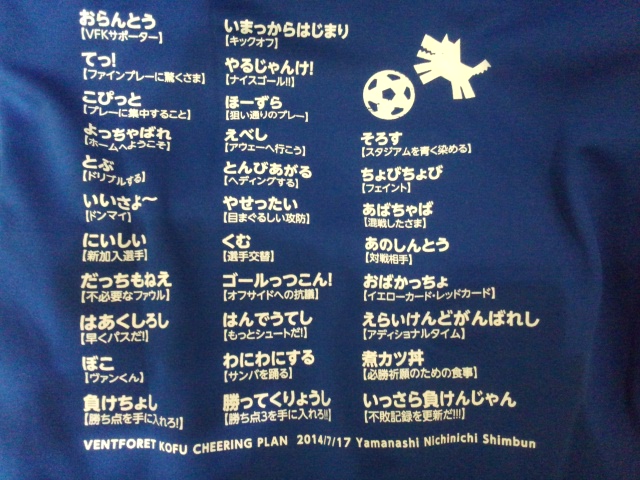 おらんとう
【VFKサポーター】
てっ!
【ファインプレーに驚くさま】
こぴっと
【プレーに集中すること】
よっちゃばれ
【ホームへようこそ】
とぶ
【ドリブルする】
いいさよ〜
【ドンマイ】
にいしい
【新加入選手】
だっちもねえ
【不必要なファウル】
はあくしろし
【早くパスだ!】
ぼこ
【ヴァンくん】
負けちょし
【勝ち点を手に入れろ!】
いまっからはじまり
【キックオフ】
やるじゃんけ!
【ナイスゴール!!】
ほーずら
【狙い通りのプレー】
えべし
【アウェーへ行こう】
とんびあがる
【ヘディングする】
やせったい
【目まぐるしい攻防】
くむ
【選手交替】
ゴールっつこん!
【オフサイドへの抗議】
はんでうてし
【もっとシュートだ!】
わにわにする
【サンバを踊る】
勝ってくりょうし
【勝ち点3を手に入れろ!!】
そろす
【スタジアムを青く染める】
ちょびちょび
【フェイント】
あばちゃば
【混戦したさま】
あのしんとう
【対戦相手】
おばかっちょ
【イエローカード・レッドカード】
えらいけんどがんばれし
【アディショナルタイム】
煮カツ丼
【必勝祈願のための食事】
いっさら負けんじゃん
【不敗記録を更新だ!!!】
VENTFORET KOFU CHEERING PLAN 2014/7/17 Yamanashi Nichinichi Shimbun